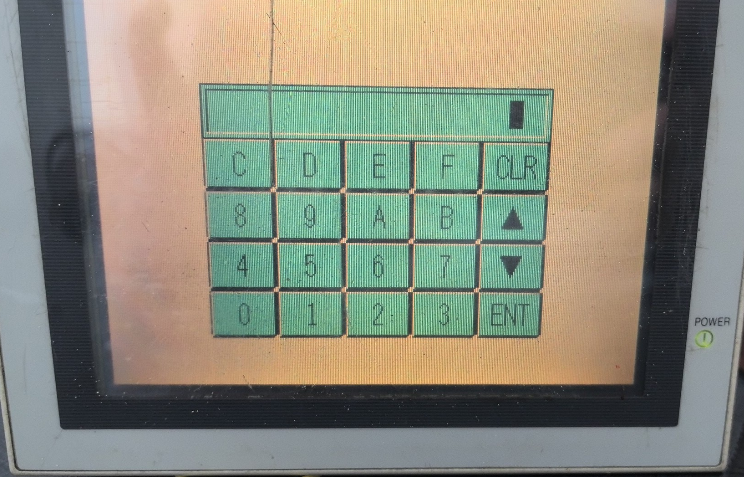 C D E F CLR
8 9 A B ▲
4 5 6 7 ▼
0 1 2 3 ENT
POWER